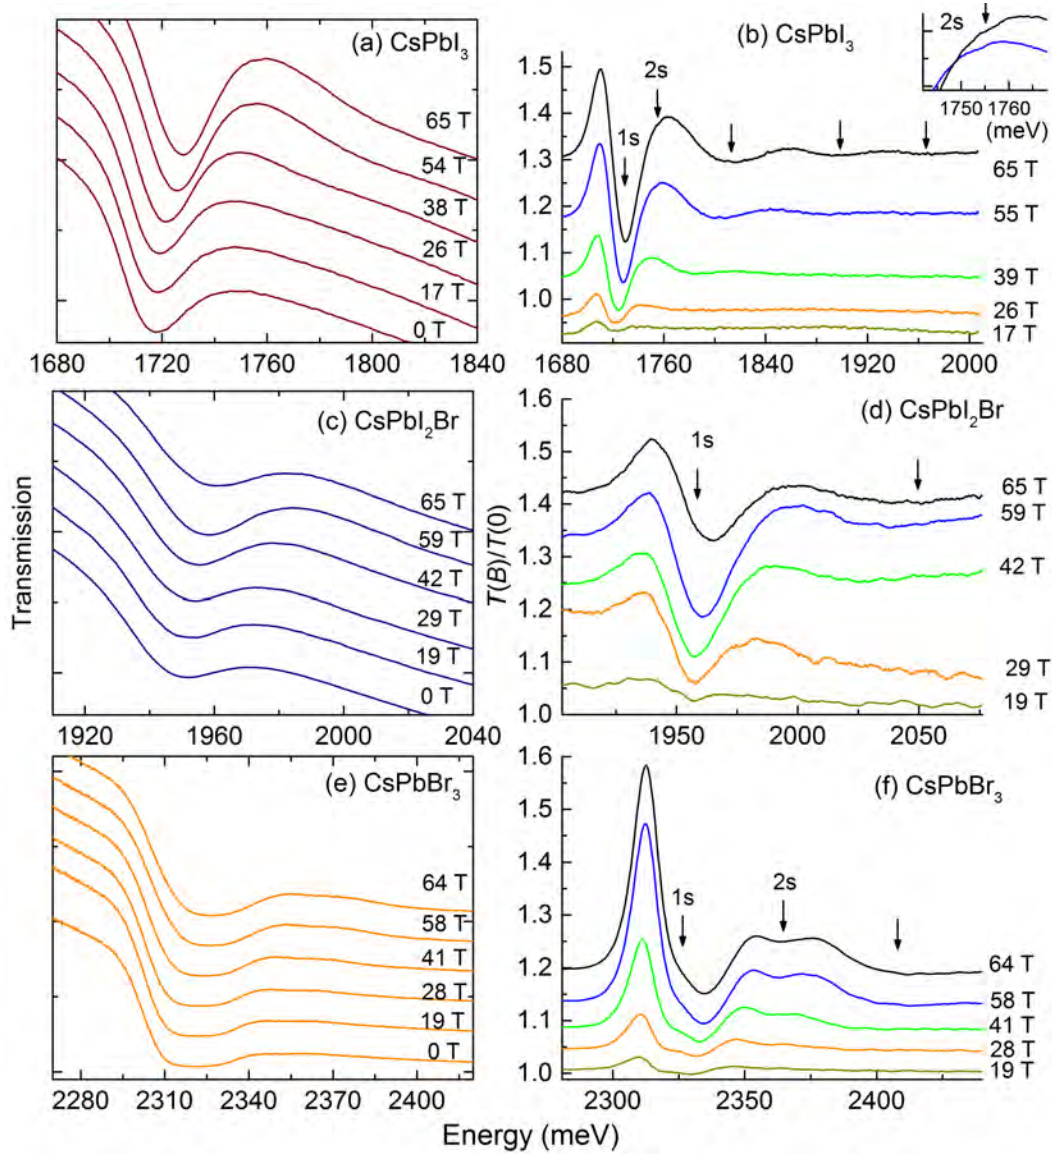 (a) CsPbI₃
65 T
54 T
38 T
26 T
17 T
0 T
1680 1720 1760 1800 1840
(b) CsPbI₃
2s
1750 1760
(meV)
1.5
1.4
1.3
1.2
1.1
1.0
1s
2s
65 T
55 T
39 T
26 T
17 T
1680 1760 1840 1920 2000
(c) CsPbI₂Br
65 T
59 T
42 T
29 T
19 T
0 T
1920 1960 2000 2040
Transmission
(d) CsPbI₂Br
1.6
1.5
1.4
1.3
1.2
1.1
1.0
1s
65 T
59 T
42 T
29 T
19 T
1950 2000 2050
T(B)/T(0)
(e) CsPbBr₃
64 T
58 T
41 T
28 T
19 T
0 T
2280 2310 2340 2370 2400
(f) CsPbBr₃
1.6
1.5
1.4
1.3
1.2
1.1
1.0
1s
2s
64 T
58 T
41 T
28 T
19 T
2300 2350 2400
Energy (meV)